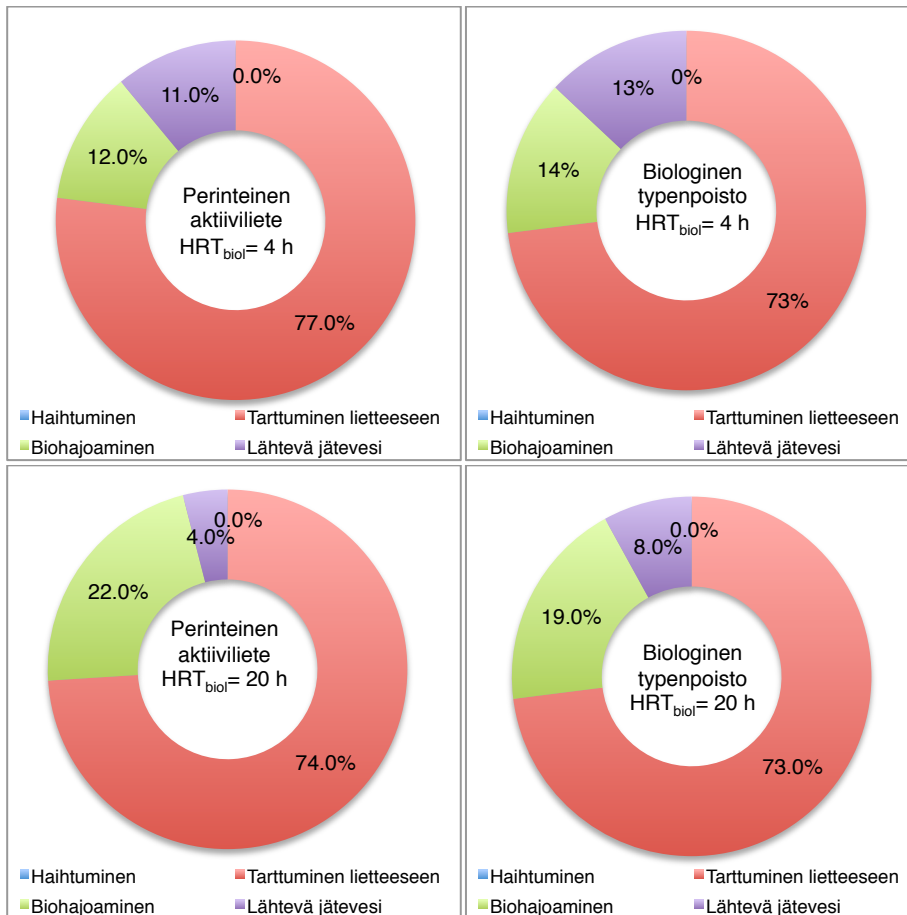 0.0%
11.0%
12.0%
77.0%
Perinteinen
aktiiviliete
HRTbiol= 4 h
Haihtuminen
Tarttuminen lietteeseen
Biohajoaminen
Lähtevä jätevesi
0%
13%
14%
73%
Biologinen
typenpoisto
HRTbiol= 4 h
Haihtuminen
Tarttuminen lietteeseen
Biohajoaminen
Lähtevä jätevesi
0.0%
4.0%
22.0%
74.0%
Perinteinen
aktiiviliete
HRTbiol= 20 h
Haihtuminen
Tarttuminen lietteeseen
Biohajoaminen
Lähtevä jätevesi
0.0%
8.0%
19.0%
73.0%
Biologinen
typenpoisto
HRTbiol= 20 h
Haihtuminen
Tarttuminen lietteeseen
Biohajoaminen
Lähtevä jätevesi